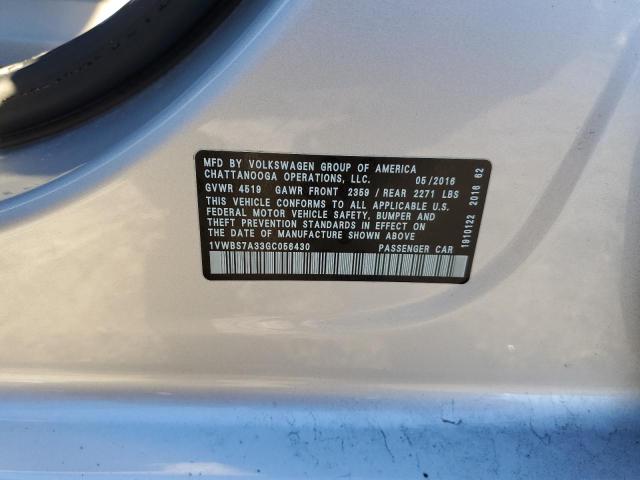 MFD BY VOLKSWAGEN GROUP OF AMERICA
CHATTANOOGA OPERATIONS, LLC. 05/2016
GVWR 4519 GAWR FRONT 2359 / REAR 2271 LBS
THIS VEHICLE CONFORMS TO ALL APPLICABLE U.S.
FEDERAL MOTOR VEHICLE SAFETY, BUMPER AND
THEFT PREVENTION STANDARDS IN EFFECT ON
THE DATE OF MANUFACTURE SHOWN ABOVE
1VWBS7A33GC056430 PASSENGER CAR
1910122 2016 82